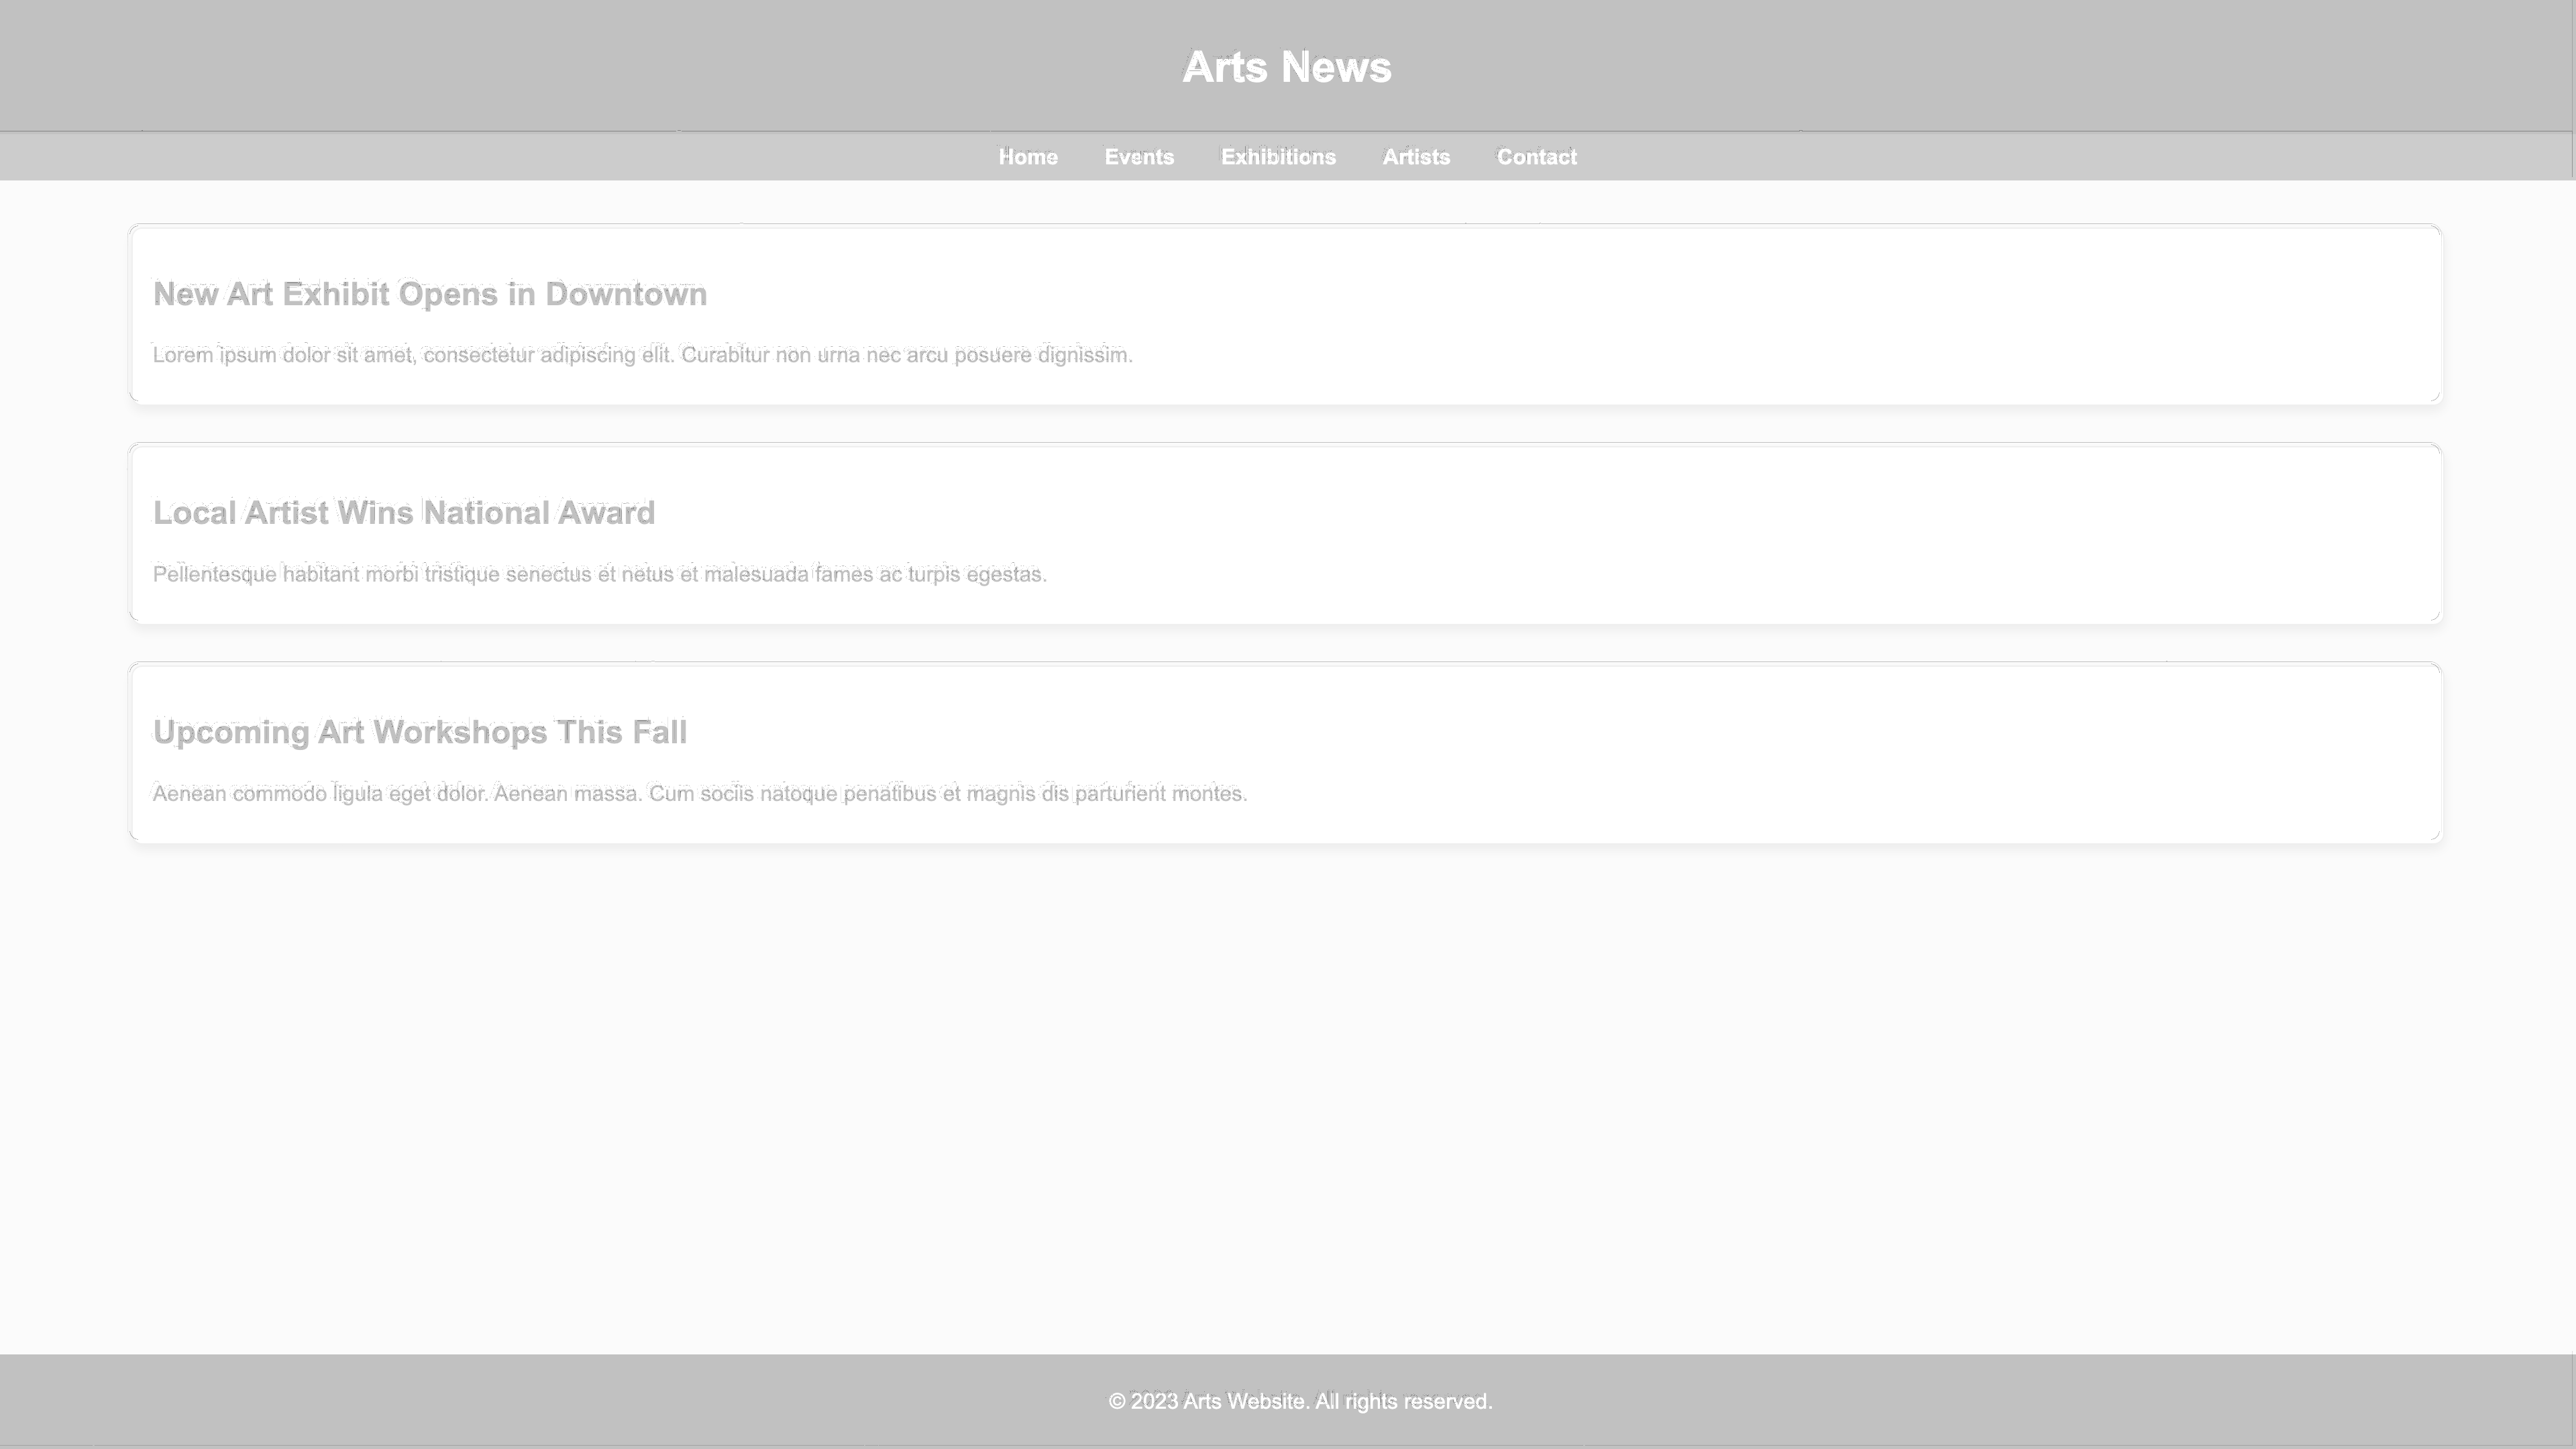 Arts News
Home Events Exhibitions Artists Contact
New Art Exhibit Opens in Downtown
Lorem ipsum dolor sit amet, consectetur adipiscing elit. Curabitur non urna nec arcu posuere dignissim.
Local Artist Wins National Award
Pellentesque habitant morbi tristique senectus et netus et malesuada fames ac turpis egestas.
Upcoming Art Workshops This Fall
Aenean commodo ligula eget dolor. Aenean massa. Cum sociis natoque penatibus et magnis dis parturient montes.
© 2023 Arts Website. All rights reserved.